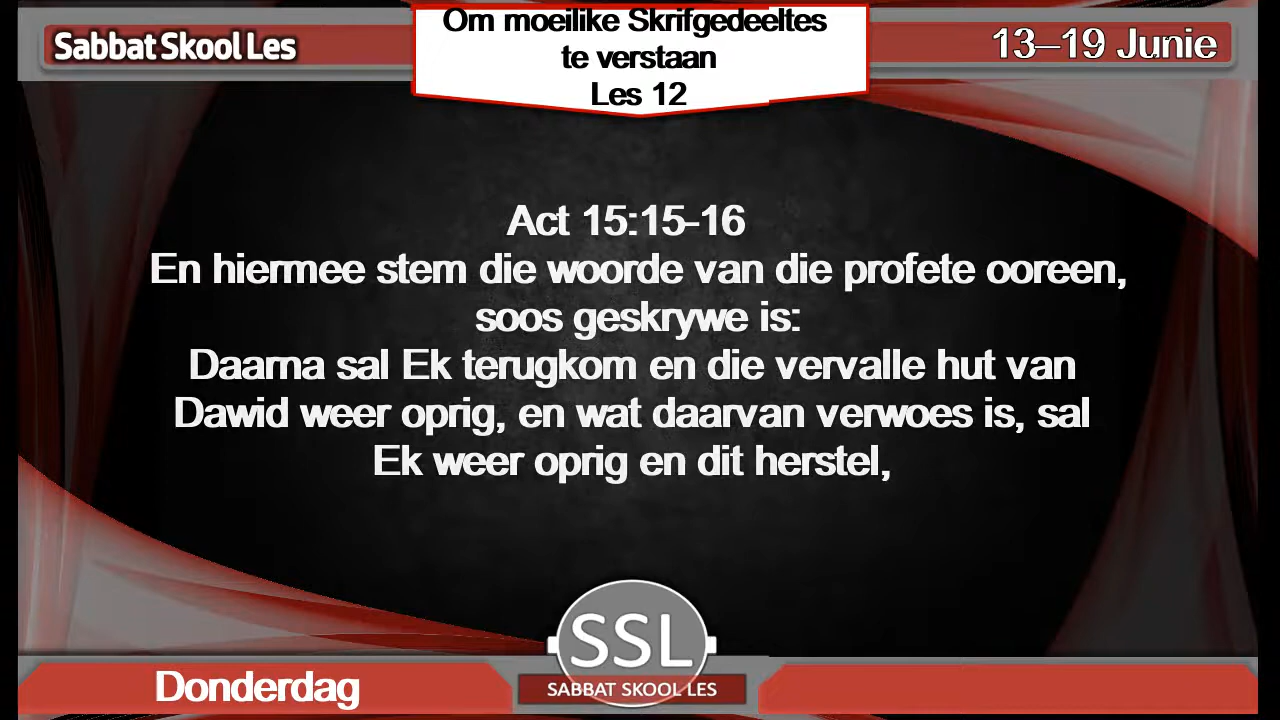 Sabbat Skool Les
Om moeilike Skrifgedeeltes
te verstaan
Les 12
13–19 Junie
Act 15:15-16
En hiermee stem die woorde van die profete ooreen,
soos geskrywe is:
Daarna sal Ek terugkom en die vervalle hut van
Dawid weer oprig, en wat daarvan verwoes is, sal
Ek weer oprig en dit herstel,
SSL
SABBAT SKOOL LES
Donderdag